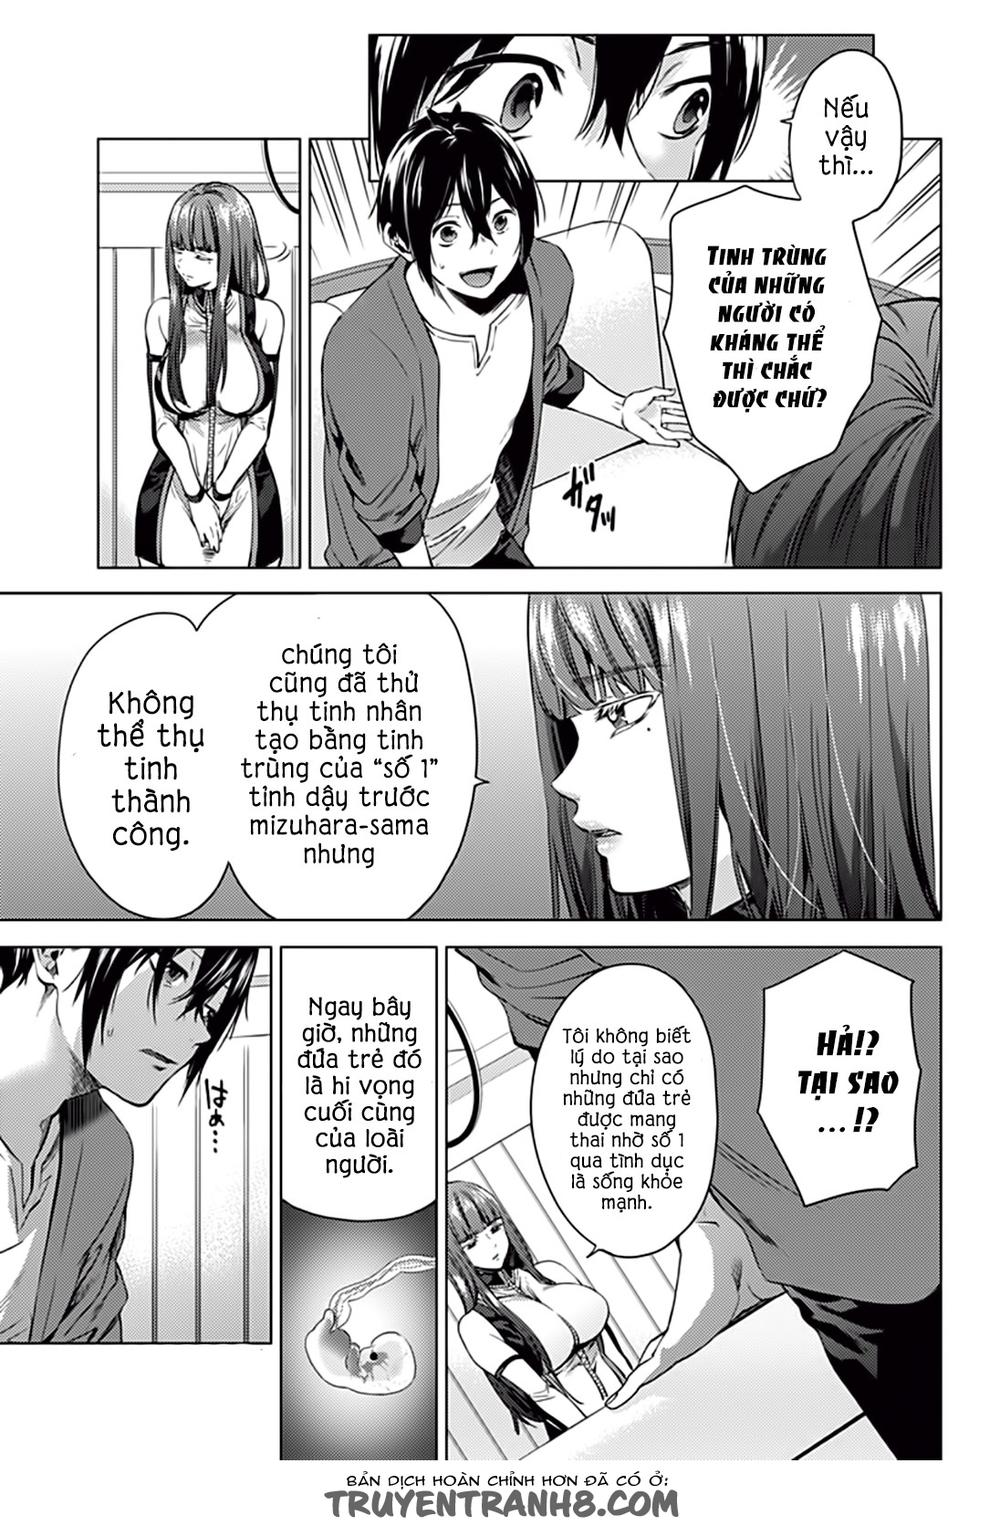 Nếu
vậy
thì...
TINH TRÙNG
CỦA NHỮNG
NGƯỜI CÓ
KHÁNG THỂ
THÌ CHẮC
ĐƯỢC CHỨ?
ガタッ
chúng tôi
cũng đã thử
thụ tinh nhân
tạo bằng tinh
trùng của “số 1”
tỉnh dậy trước
mizuhara-sama
nhưng
Không
thể thụ
tinh
thành
công.
HẢ!?
TẠI SAO
...!?
Tôi không biết
lý do tại sao
nhưng chỉ có
những đứa trẻ
được mang
thai nhờ số 1
qua tình dục
là sống khỏe
mạnh.
Ngay bây
giờ, những
đứa trẻ đó
là hi vọng
cuối cùng
của loài
người.
はぁ…
BẢN DỊCH HOÀN CHỈNH HƠN ĐÃ CÓ Ở:
TRUYENTRANH8.COM